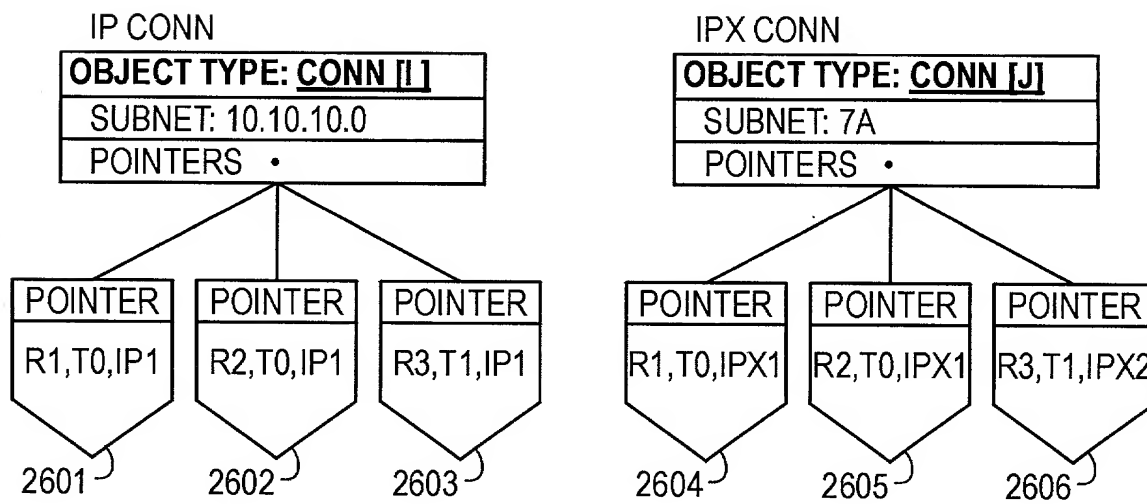 IP CONN
OBJECT TYPE: CONN [I]
SUBNET: 10.10.10.0
POINTERS •
POINTER
R1,T0,IP1
2601
POINTER
R2,T0,IP1
2602
POINTER
R3,T1,IP1
2603
IPX CONN
OBJECT TYPE: CONN [J]
SUBNET: 7A
POINTERS •
POINTER
R1,T0,IPX1
2604
POINTER
R2,T0,IPX1
2605
POINTER
R3,T1,IPX2
2606